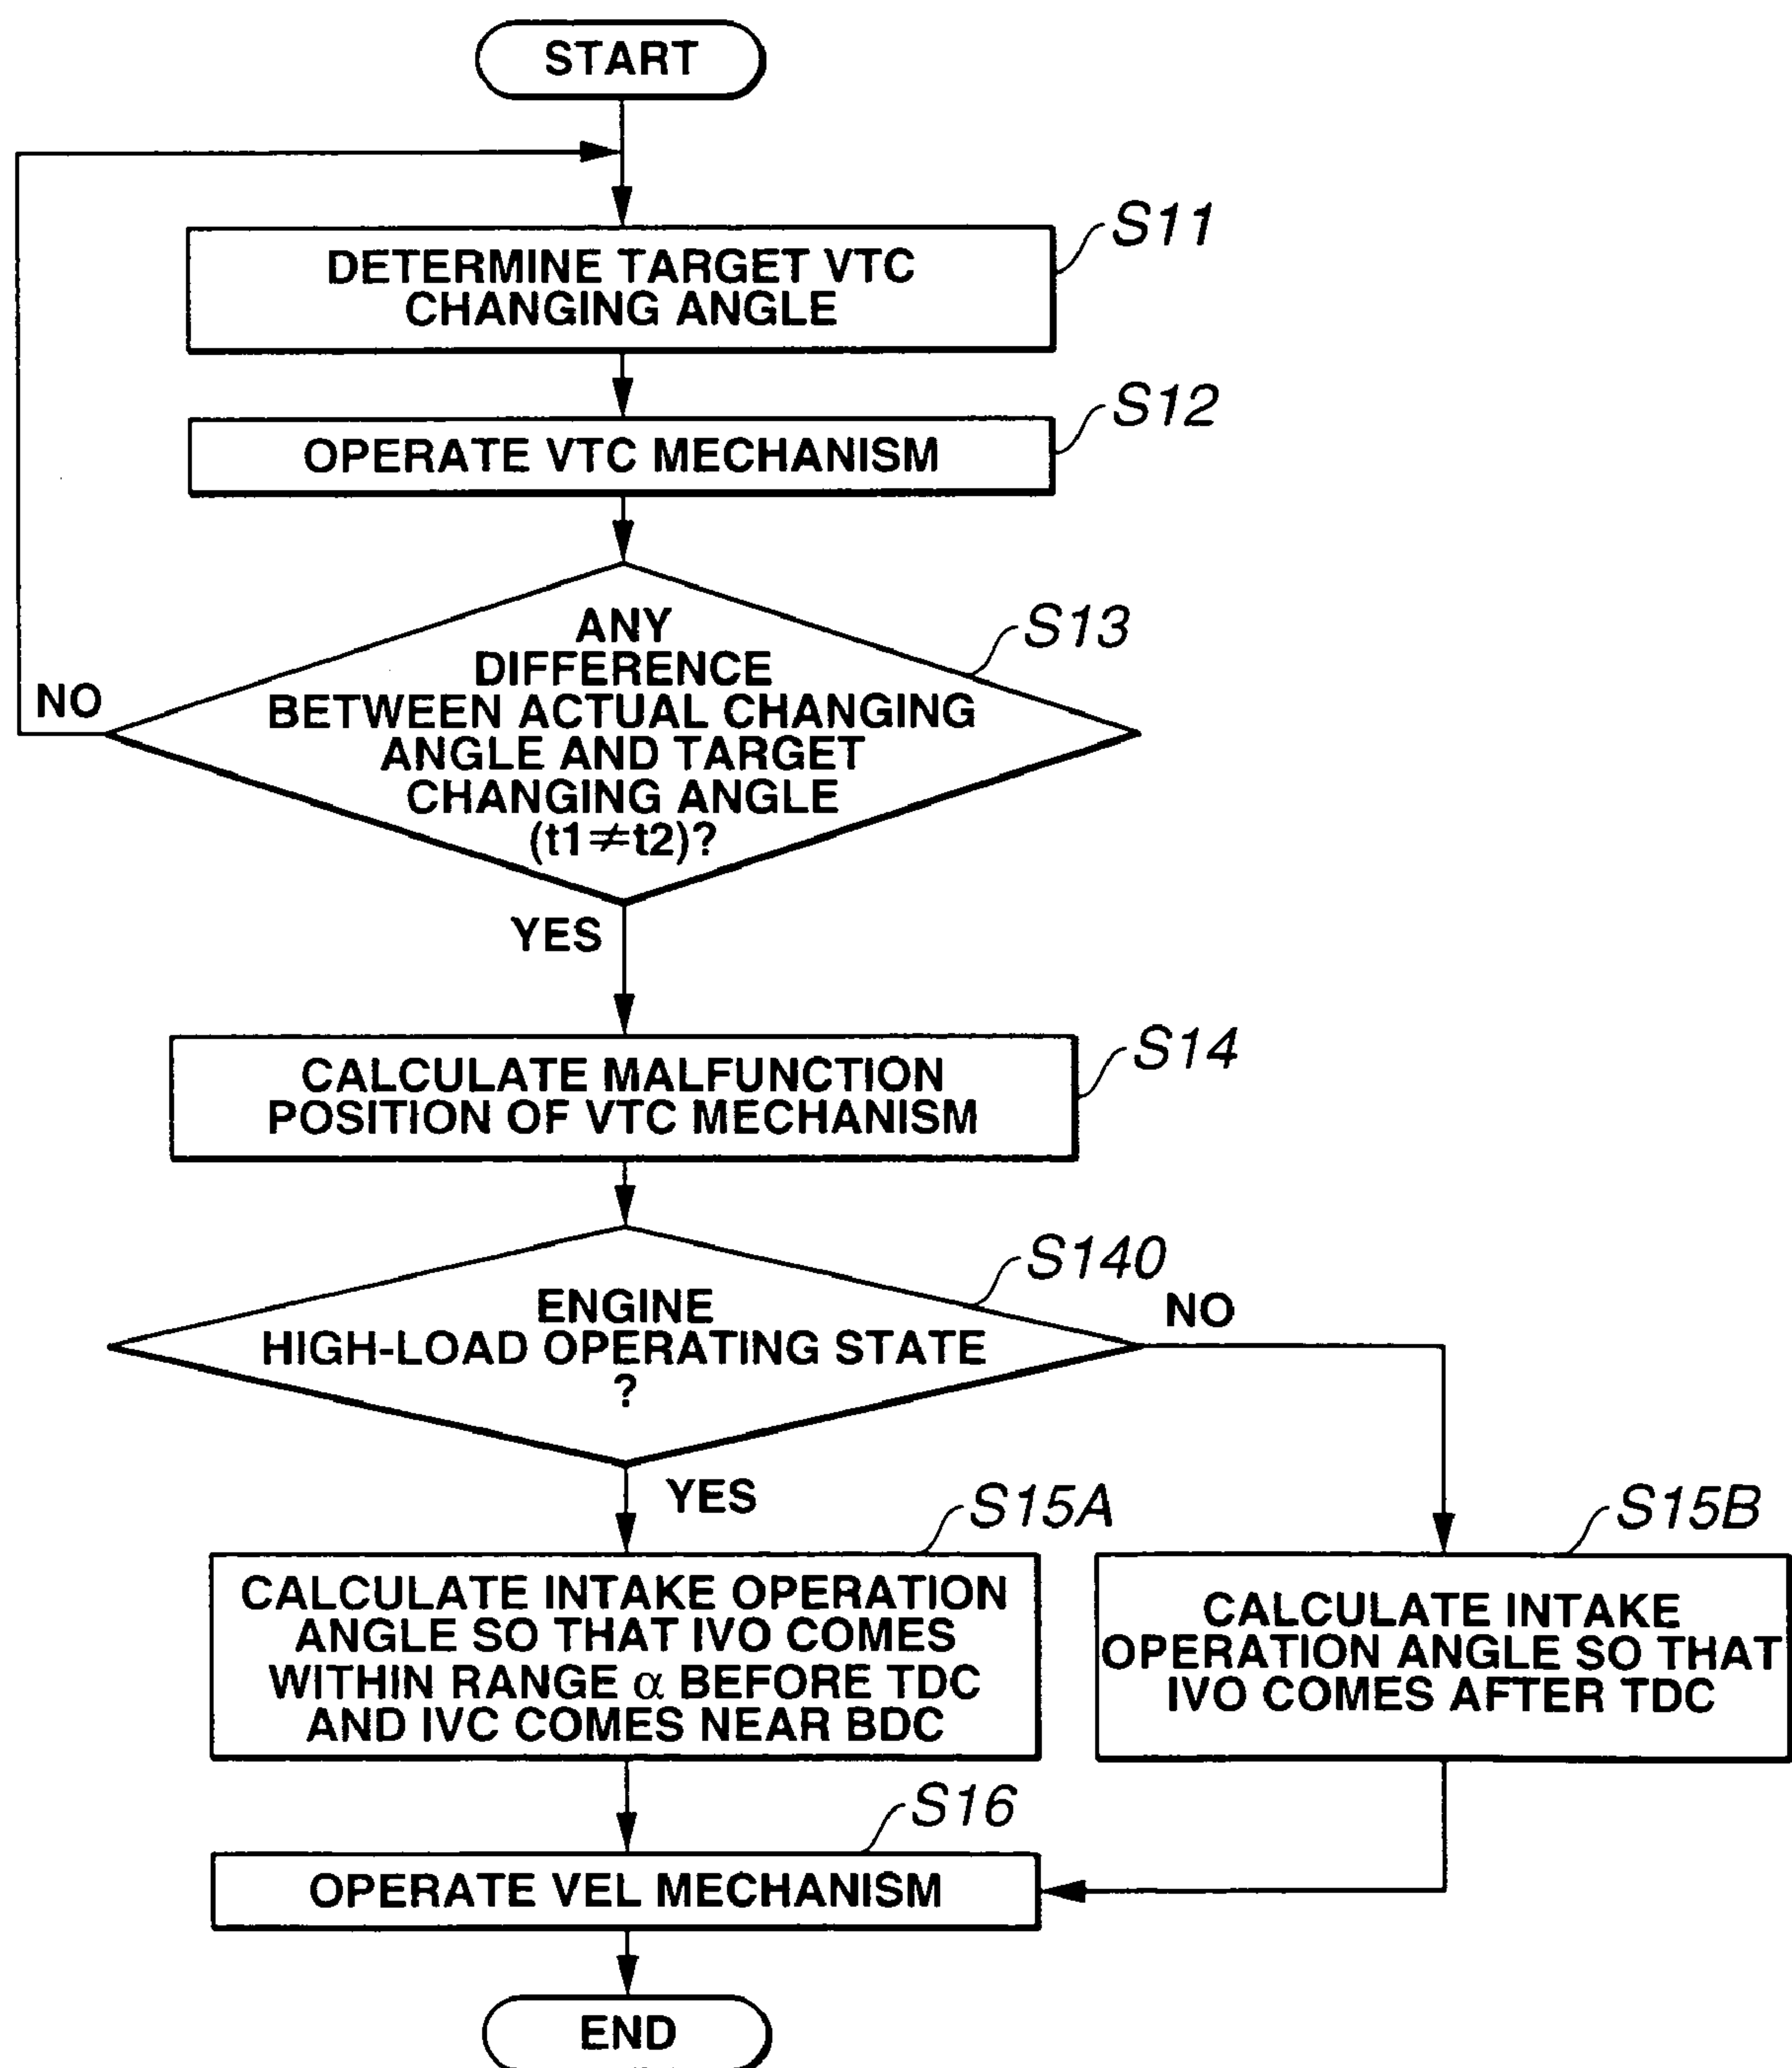 START
S11
DETERMINE TARGET VTC
CHANGING ANGLE
S12
OPERATE VTC MECHANISM
S13
ANY
DIFFERENCE
BETWEEN ACTUAL CHANGING
ANGLE AND TARGET
CHANGING ANGLE
(t1≠t2)?
NO
YES
S14
CALCULATE MALFUNCTION
POSITION OF VTC MECHANISM
S140
ENGINE
HIGH-LOAD OPERATING STATE
?
NO
YES
S15A
CALCULATE INTAKE OPERATION
ANGLE SO THAT IVO COMES
WITHIN RANGE α BEFORE TDC
AND IVC COMES NEAR BDC
S15B
CALCULATE INTAKE
OPERATION ANGLE SO THAT
IVO COMES AFTER TDC
S16
OPERATE VEL MECHANISM
END